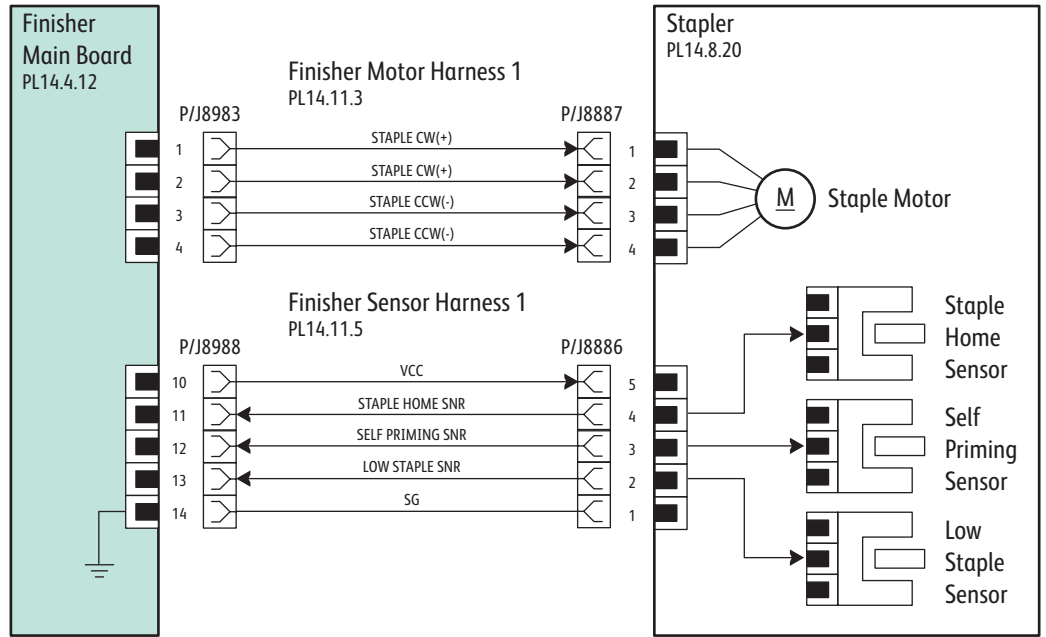 Finisher
Main Board
PL14.4.12
Stapler
PL14.8.20
Finisher Motor Harness 1
PL14.11.3
P/J8983
P/J8887
1 STAPLE CW(+) 1
2 STAPLE CW(+) 2
3 STAPLE CCW(-) 3
4 STAPLE CCW(-) 4
M Staple Motor
Finisher Sensor Harness 1
PL14.11.5
P/J8988
P/J8886
10 VCC 5
11 STAPLE HOME SNR 4
12 SELF PRIMING SNR 3
13 LOW STAPLE SNR 2
14 SG 1
Staple
Home
Sensor
Self
Priming
Sensor
Low
Staple
Sensor